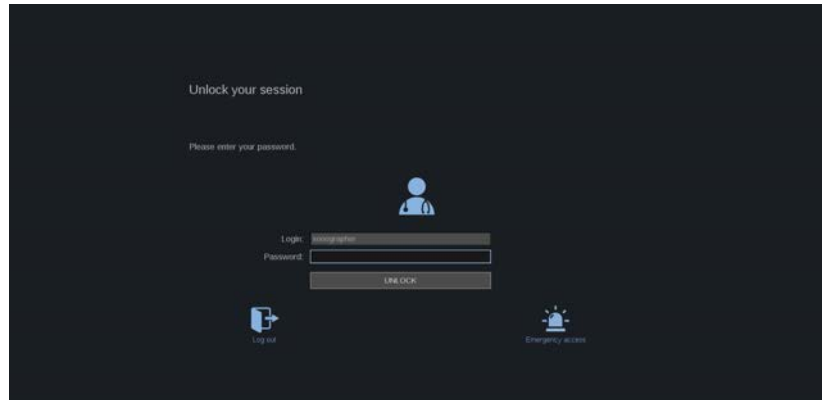 Unlock your session
Please enter your password.
Login: sonographer
Password:
UNLOCK
Log out
Emergency access